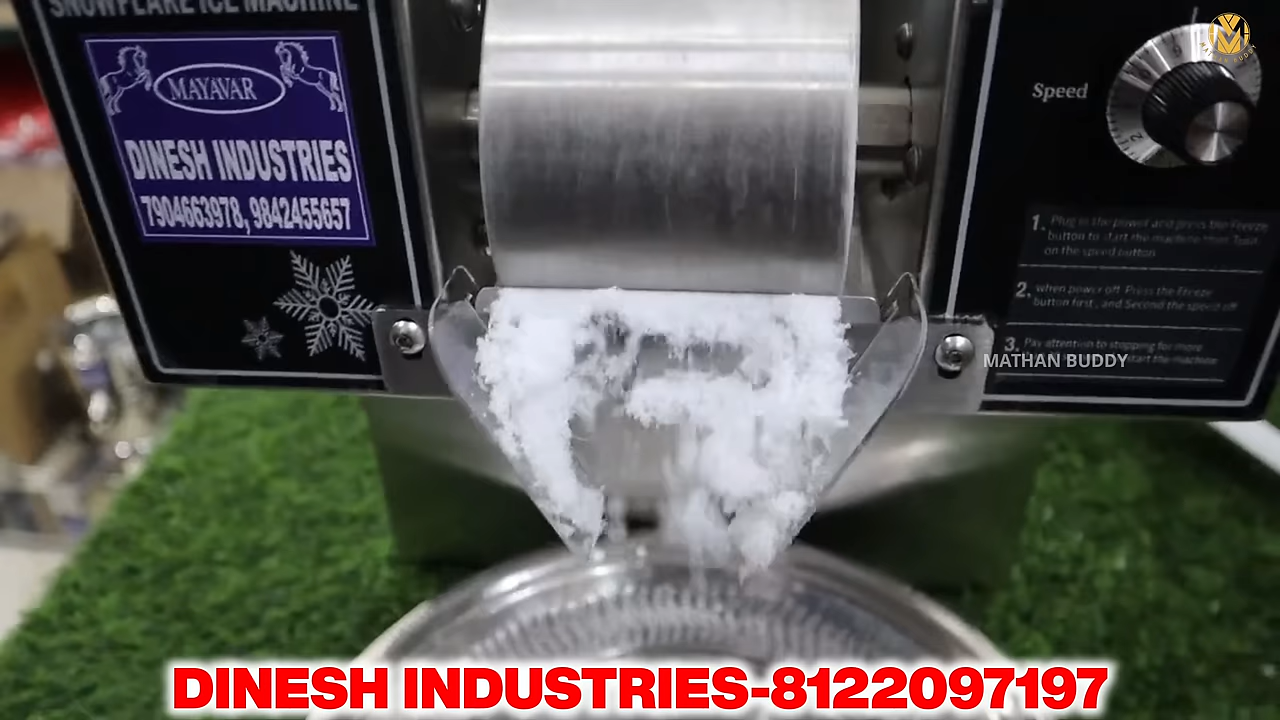 SNOWFLAKE ICE MACHINE
MAYAVAR
DINESH INDUSTRIES
7904663978, 9842455657
Speed
2
1. Plug in the power and press the Freeze
button to start the machine then Turn
on the speed button
2, when power off Press the Freeze
button first, and Second the speed off
3. Pay attention to stopping for more
start the machine
MATHAN BUDDY
MATHAN BUDDY
DINESH INDUSTRIES-8122097197